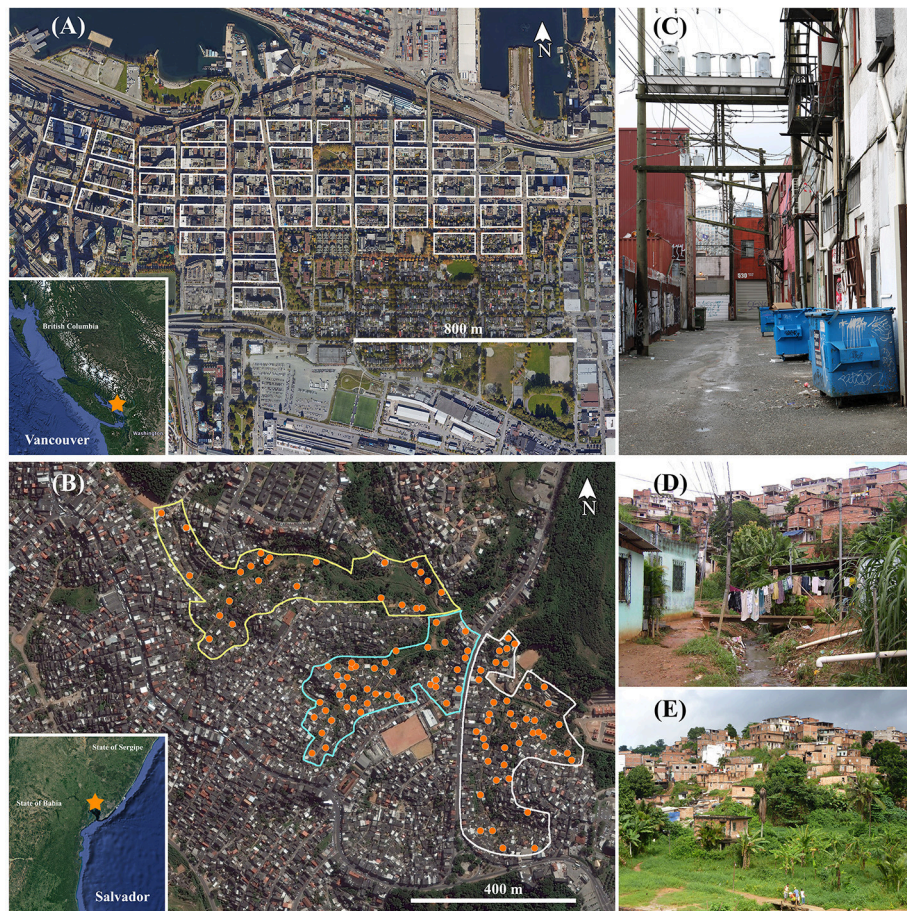 (A)
N
800 m
British Columbia
Washington
Vancouver
(B)
N
400 m
State of Sergipe
State of Bahia
Salvador
(C)
(D)
(E)